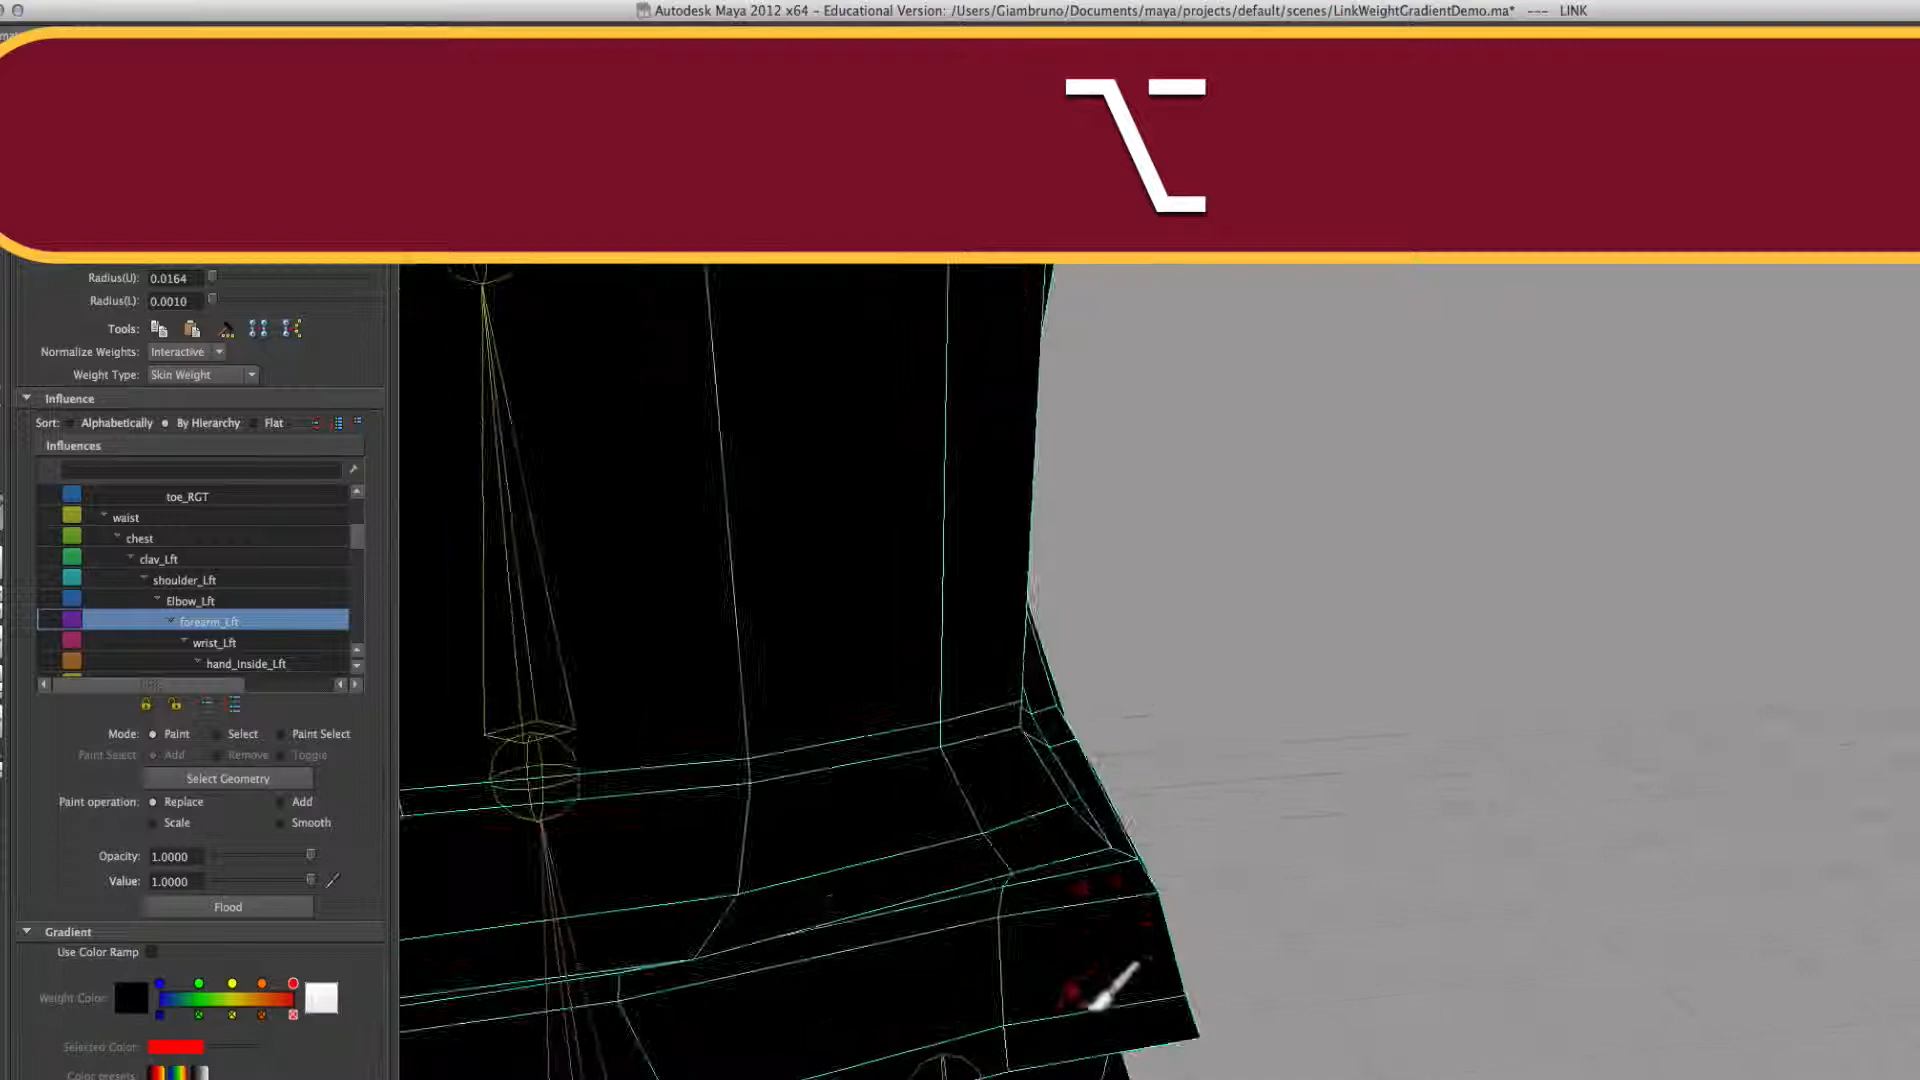 Autodesk Maya 2012 x64 – Educational Version: /Users/Giambruno/Documents/maya/projects/default/scenes/LinkWeightGradientDemo.ma* --- LINK
⌥
Radius(U): 0.0164
Radius(L): 0.0010
Tools:
Normalize Weights: Interactive
Weight Type: Skin Weight
Influence
Sort: Alphabetically By Hierarchy Flat
Influences
toe_RGT
waist
chest
clav_Lft
shoulder_Lft
Elbow_Lft
forearm_Lft
wrist_Lft
hand_Inside_Lft
Mode: Paint Select Paint Select
Paint Select: Add Remove Toggle
Select Geometry
Paint operation: Replace Add
Scale Smooth
Opacity: 1.0000
Value: 1.0000
Flood
Gradient
Use Color Ramp
Weight Color:
Selected Color:
Color presets: